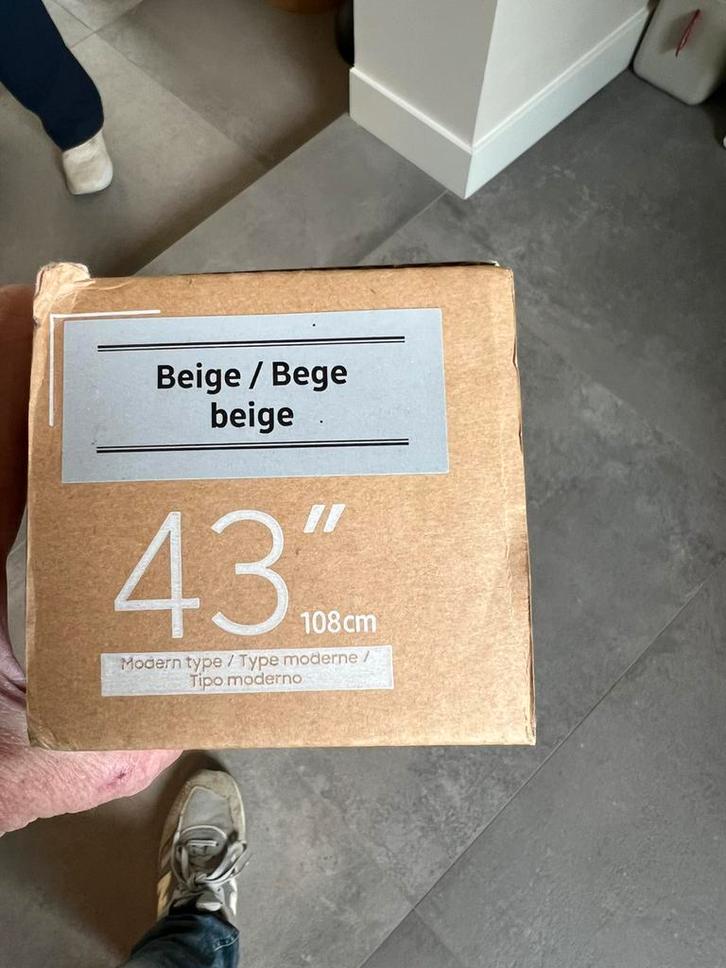 Beige / Bege
beige
43"
108cm
Modern type / Type moderne /
Tipo moderno